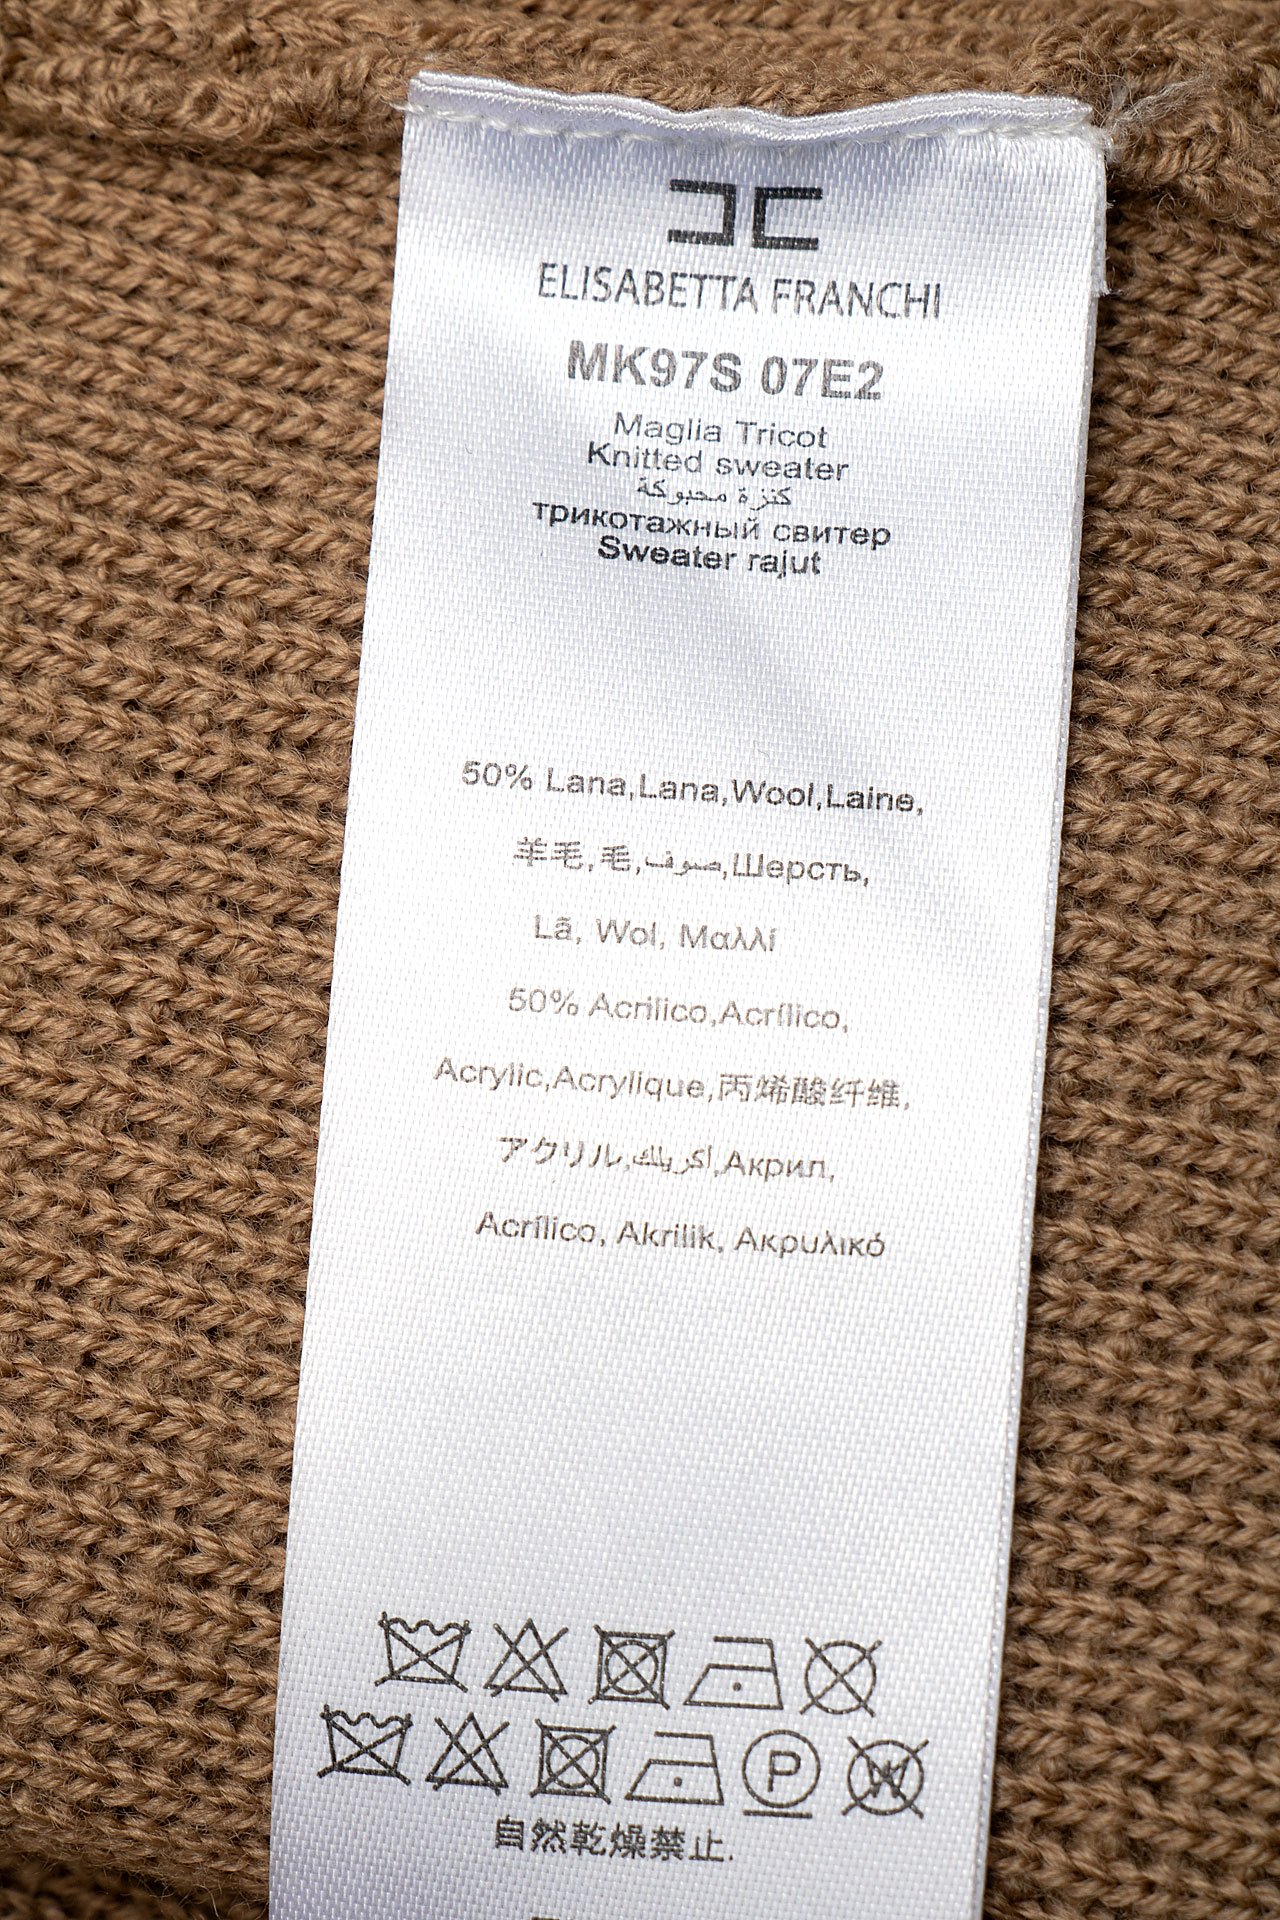 ELISABETTA FRANCHI
MK97S 07E2
Maglia Tricot
Knitted sweater
كنزة محبوكة
трикотажный свитер
Sweater rajut
50% Lana,Lana,Wool,Laine,
羊毛,毛,صوف,Шерсть,
Lã, Wol, Μαλλί
50% Acrilico,Acrílico,
Acrylic,Acrylique,丙烯酸纤维,
アクリル,اكريليك,Акрил,
Acrílico, Akrilik, Ακρυλικό
P
W
自然乾燥禁止.